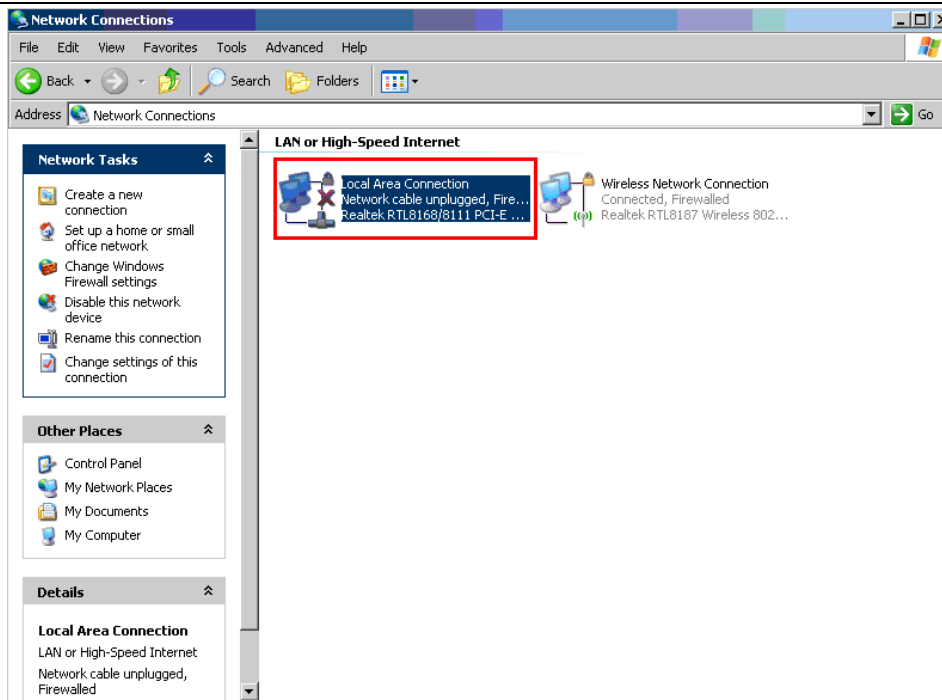 Network Connections
File Edit View Favorites Tools Advanced Help
Back Search Folders
Address Network Connections Go
Network Tasks
Create a new
connection
Set up a home or small
office network
Change Windows
Firewall settings
Disable this network
device
Rename this connection
Change settings of this
connection
Other Places
Control Panel
My Network Places
My Documents
My Computer
Details
Local Area Connection
LAN or High-Speed Internet
Network cable unplugged,
Firewalled
LAN or High-Speed Internet
Local Area Connection
Network cable unplugged, Fire...
Realtek RTL8168/8111 PCI-E ...
Wireless Network Connection
Connected, Firewalled
Realtek RTL8187 Wireless 802...